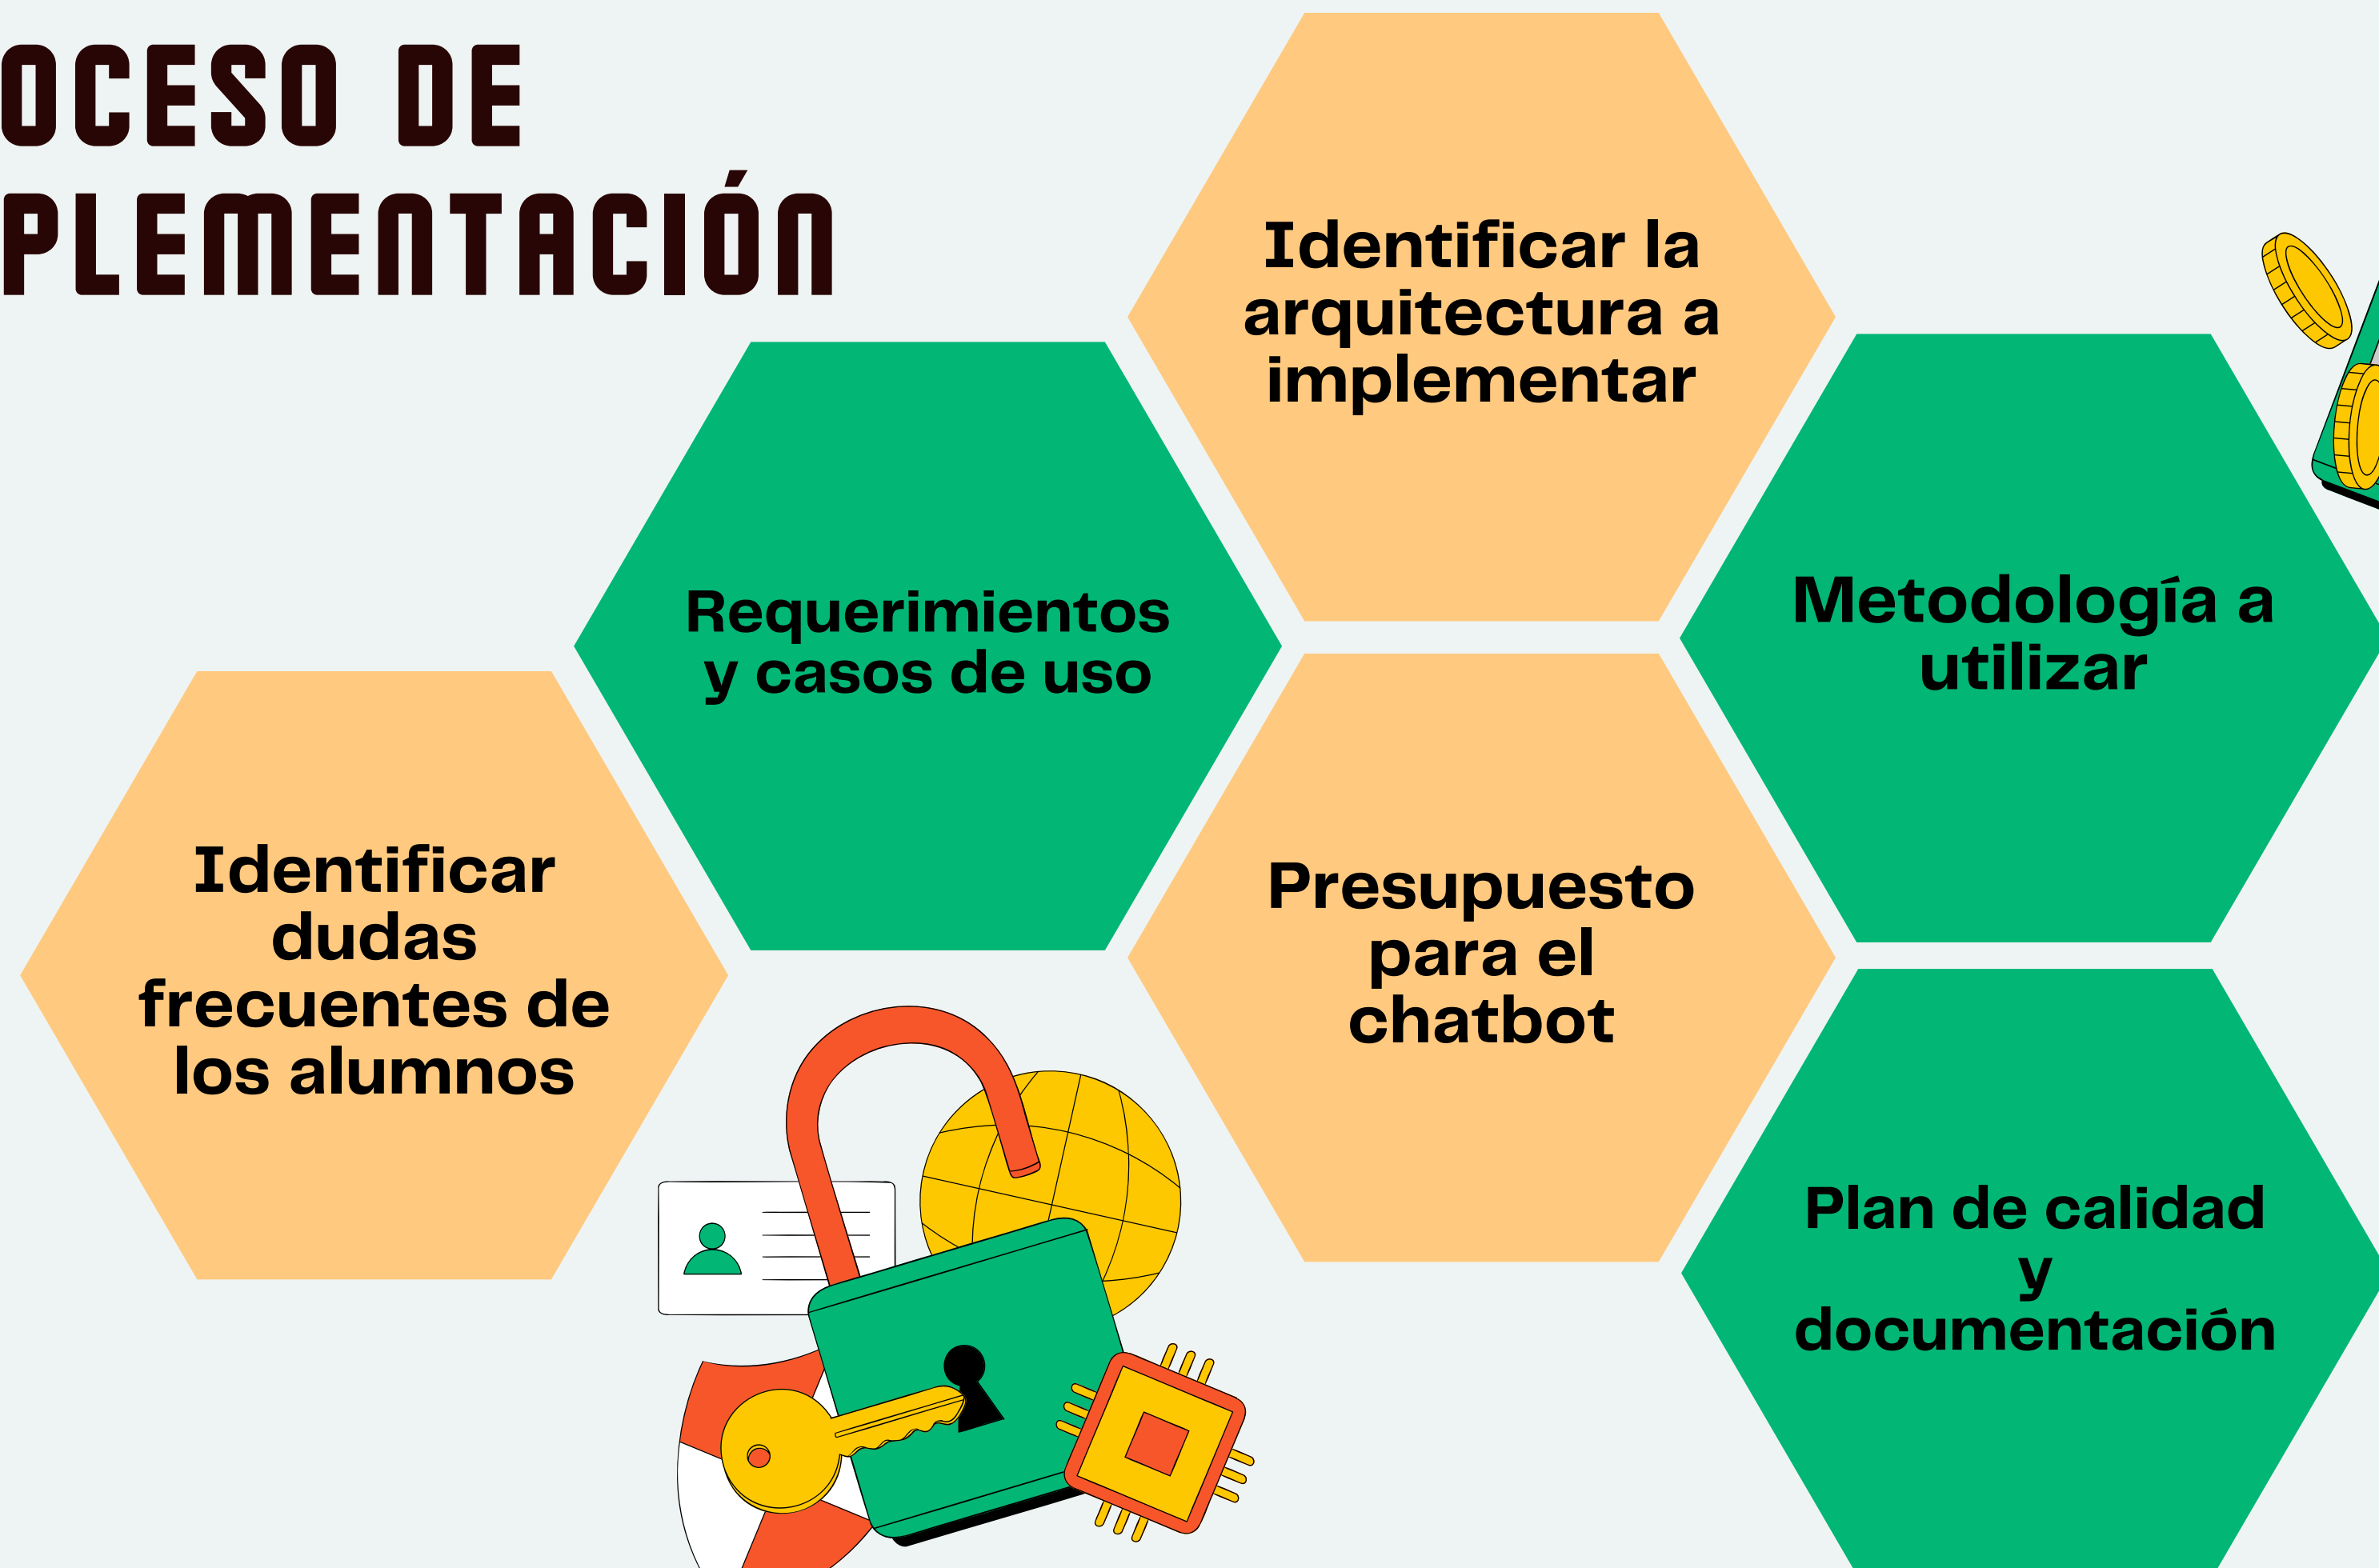 OCESO DE
PLEMENTACIÓN
Identificar la
arquitectura a
implementar
Requerimientos
y casos de uso
Metodología a
utilizar
Identificar
dudas
frecuentes de
los alumnos
Presupuesto
para el
chatbot
Plan de calidad
y
documentación